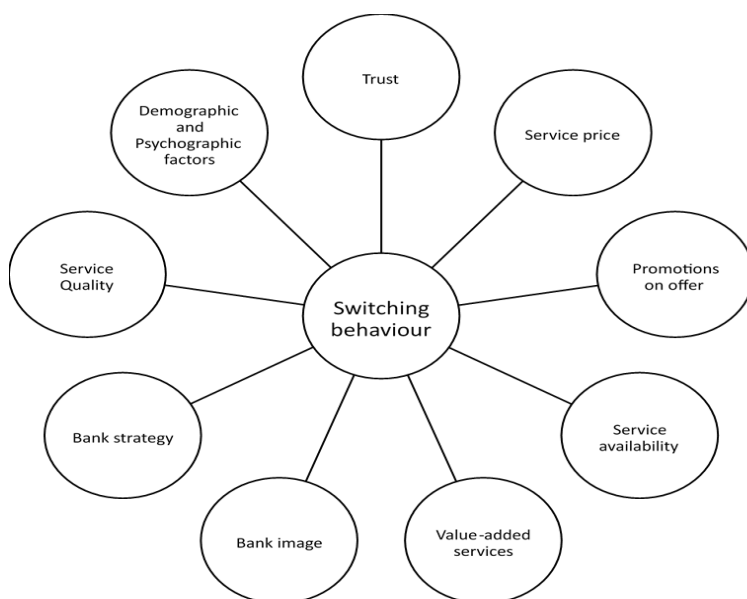 Trust
Service price
Promotions
on offer
Service
availability
Value-added
services
Bank image
Bank strategy
Service
Quality
Demographic
and
Psychographic
factors
Switching
behaviour